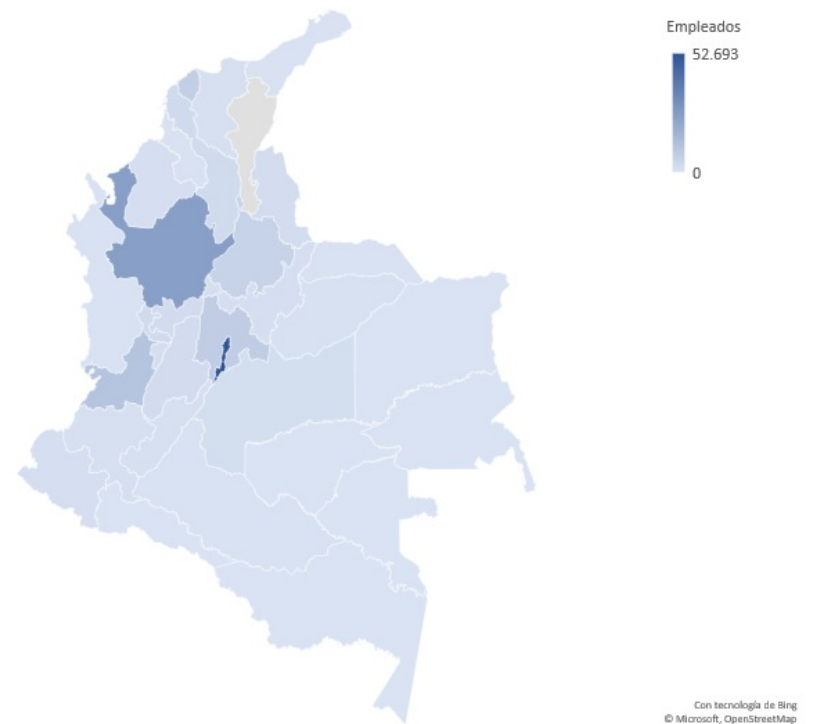 Empleados
52.693
0
Con tecnología de Bing
© Microsoft, OpenStreetMap